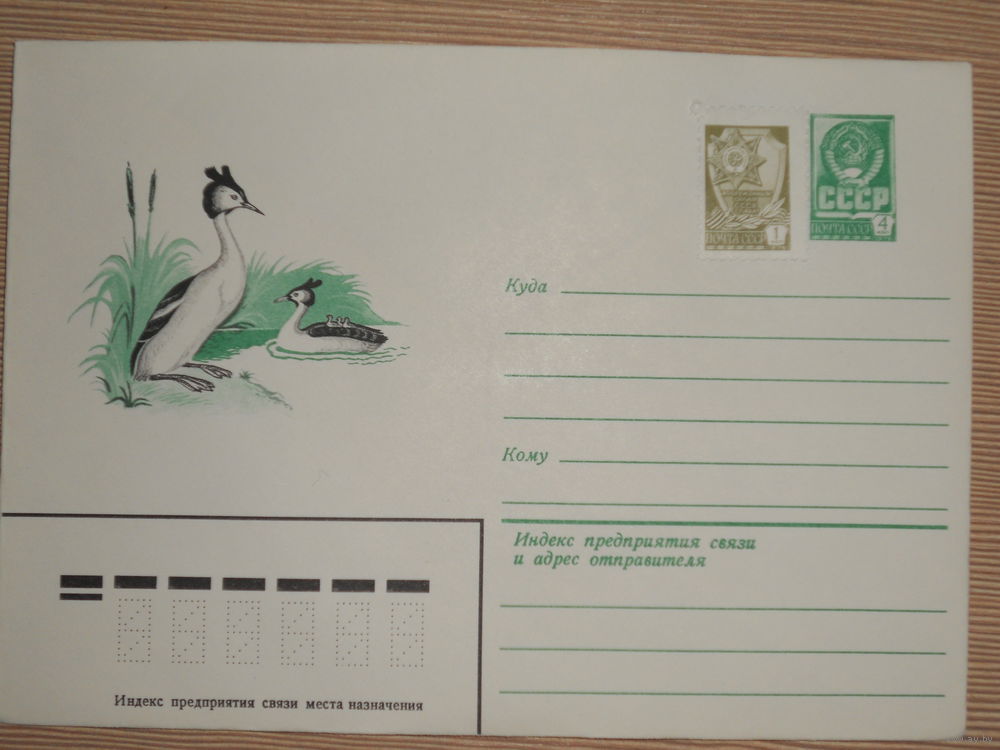 СССР
ПОЧТА СССР 1
ПОЧТА СССР 4
Куда
Кому
Индекс предприятия связи
и адрес отправителя
Индекс предприятия связи места назначения